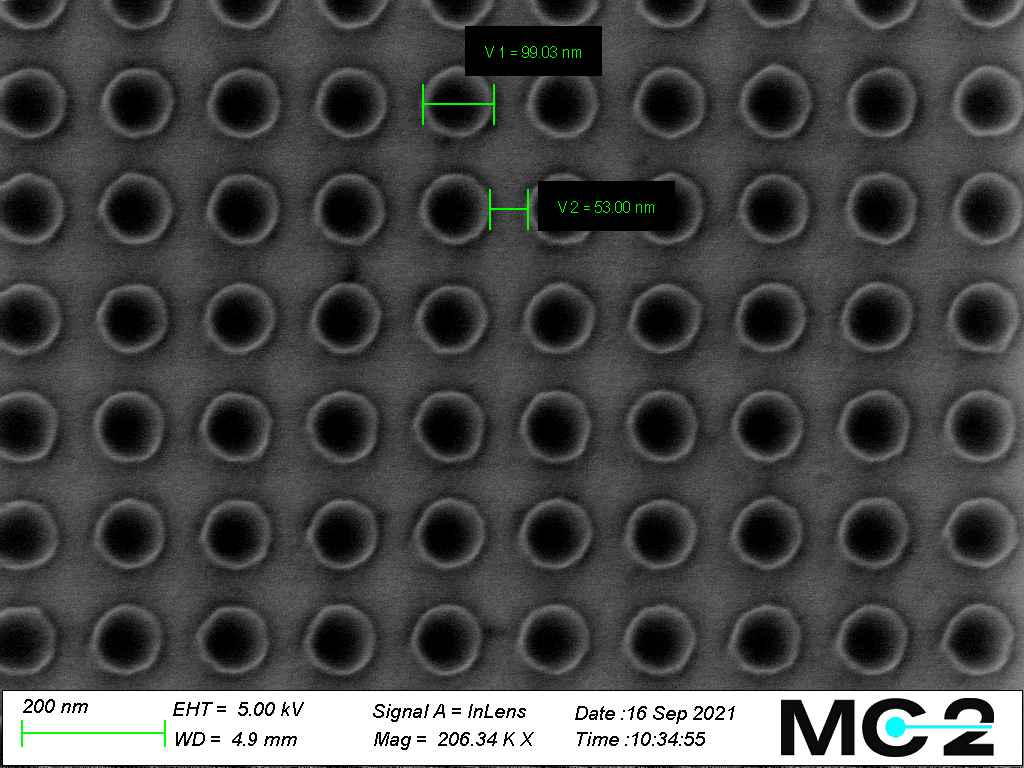 V 1 = 99.03 nm
V 2 = 53.00 nm
200 nm
EHT = 5.00 kV
Signal A = InLens
Date :16 Sep 2021
WD = 4.9 mm
Mag = 206.34 K X
Time :10:34:55
MC2